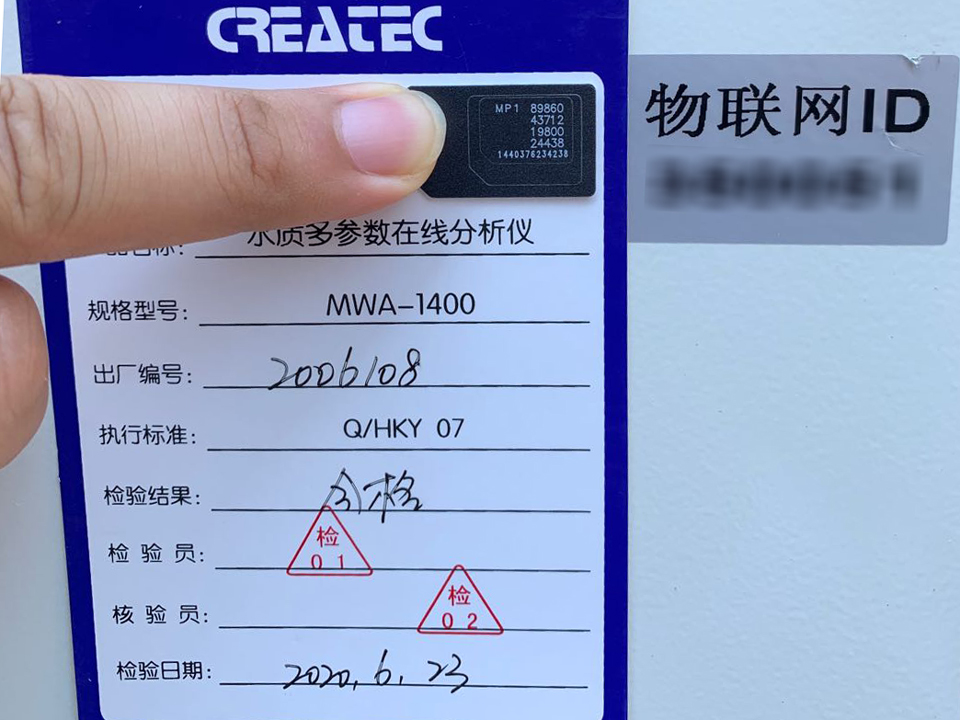 CREATEC
MP1 89860
43712
19800
24438
1440376234238
物联网ID
水质多参数在线分析仪
规格型号: MWA-1400
出厂编号: 2006108
执行标准: Q/HKY 07
检验结果: 合格
检 验 员: 检 01
核 验 员: 检 02
检验日期: 2020.6.23